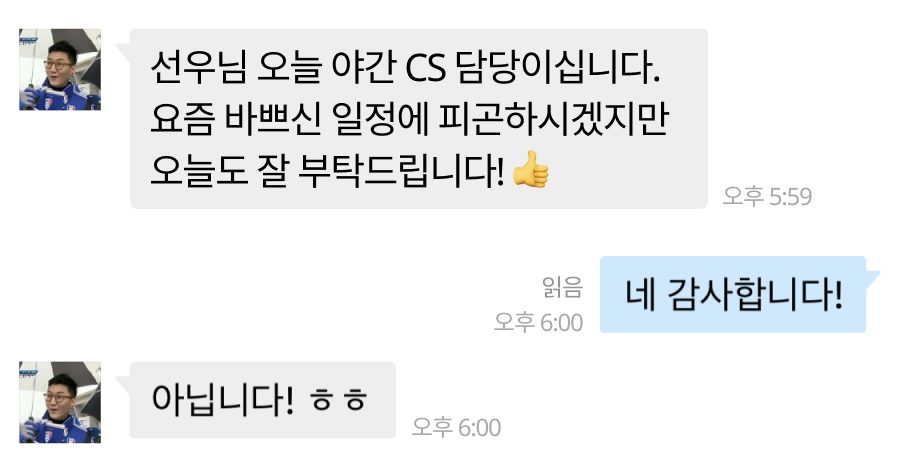 선우님 오늘 야간 CS 담당이십니다.
요즘 바쁘신 일정에 피곤하시겠지만
오늘도 잘 부탁드립니다!👍
오후 5:59
네 감사합니다!
읽음
오후 6:00
아닙니다! ㅎㅎ
오후 6:00